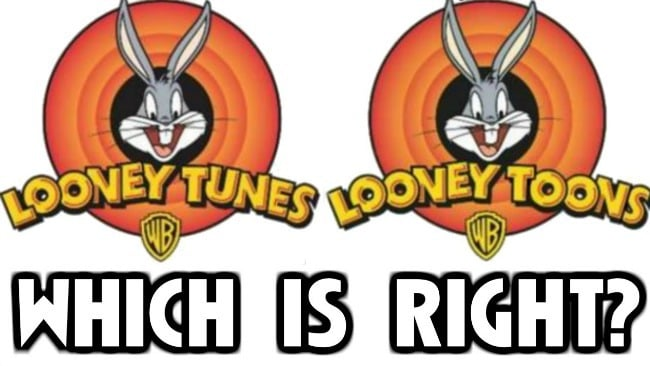 LOONEY TUNES
WB
LOONEY TOONS
WB
WHICH IS RIGHT?